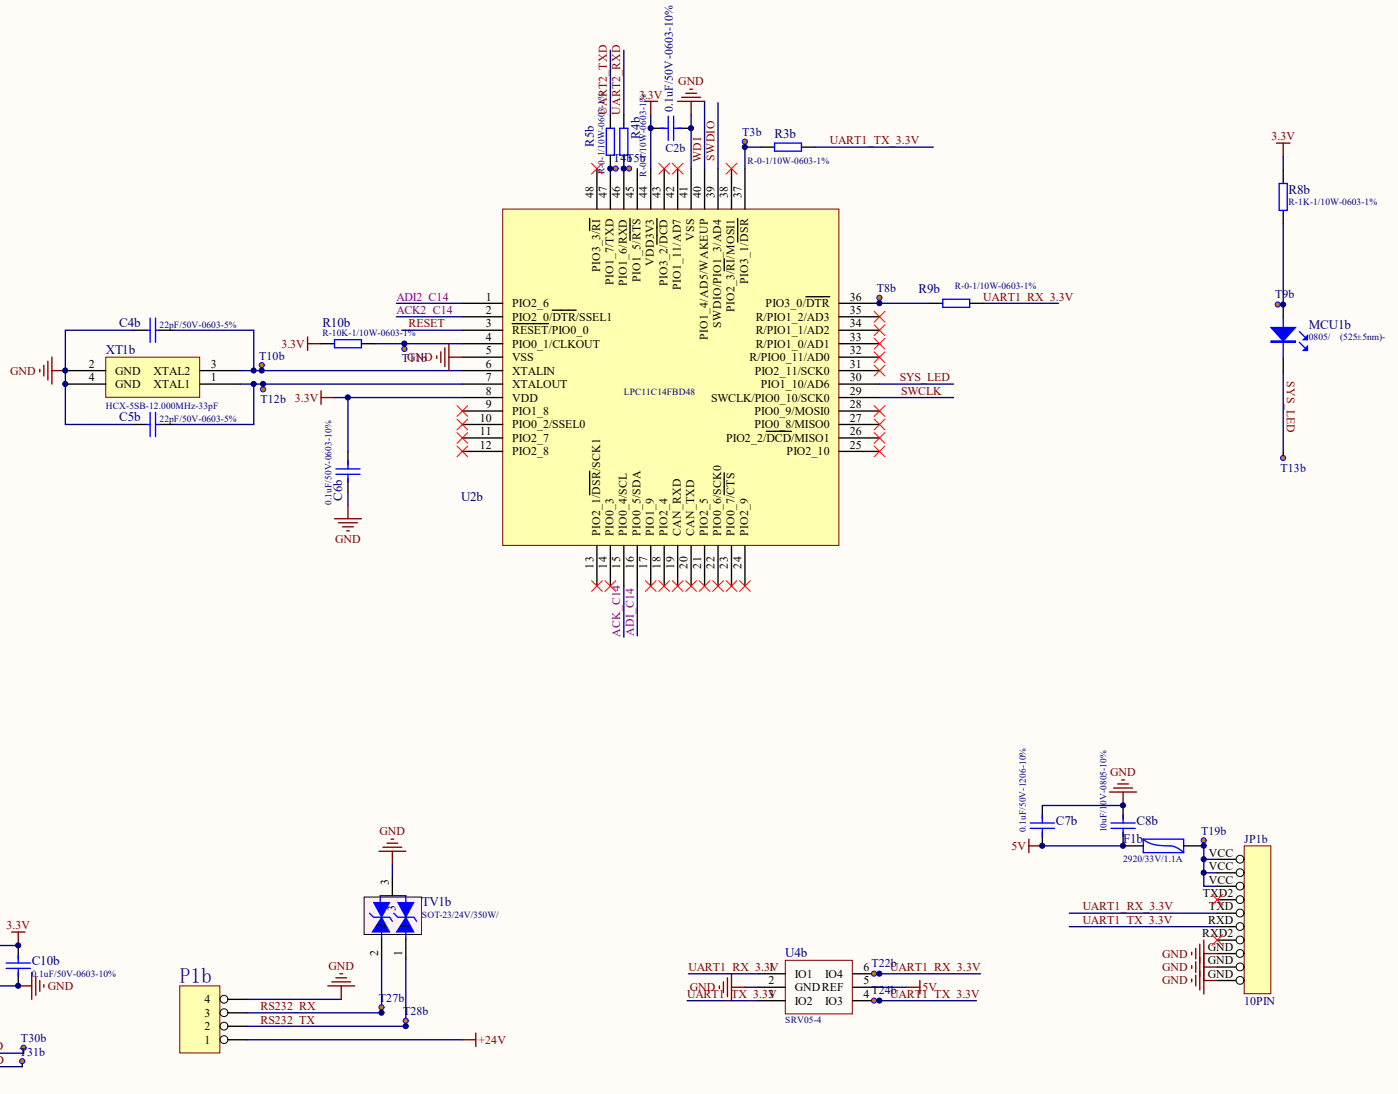 UART2_TXD
UART2_RXD
R5b
R4b
3.3V
0.1uF/50V-0603-10%
GND
C2b
SWDIO
T3b
R3b
UART1_TX_3.3V
R-0-1/10W-0603-1%
48
47
46
45
44
43
42
41
40
39
38
37
PIO3_3/RI
PIO1_7/TXD
PIO1_6/RXD
PIO1_5/RTS
VDD3V3
PIO3_2/DCD
PIO1_11/AD7
VSS
PIO1_4/AD5/WAKEUP
SWDIO/PIO1_3/AD4
PIO2_3/RI/MOSI1
PIO3_1/DSR
ADI2_C14
ACK2_C14
RESET
R10b
R-10K-1/10W-0603-1%
3.3V
GND
1 PIO2_6
2 PIO2_0/DTR/SSEL1
3 RESET/PIO0_0
4 PIO0_1/CLKOUT
5 VSS
6 XTALIN
7 XTALOUT
8 VDD
9 PIO1_8
10 PIO0_2/SSEL0
11 PIO2_7
12 PIO2_8
LPC11C14FBD48
PIO3_0/DTR 36
R/PIO1_2/AD3 35
R/PIO1_1/AD2 34
R/PIO1_0/AD1 33
R/PIO0_11/AD0 32
PIO2_11/SCK0 31
PIO1_10/AD6 30
SWCLK/PIO0_10/SCK0 29
PIO0_9/MOSI0 28
PIO0_8/MISO0 27
PIO2_2/DCD/MISO1 26
PIO2_10 25
T8b
R9b
R-0-1/10W-0603-1%
UART1_RX_3.3V
SYS_LED
SWCLK
C4b
22pF/50V-0603-5%
XT1b
GND
2 GND XTAL2 3
4 GND XTAL1 1
HCX-5SB-12.000MHz-33pF
T10b
T12b
3.3V
C5b
22pF/50V-0603-5%
0.1uF/50V-0603-10%
C6b
GND
U2b
PIO2_1/DSR/SCK1
PIO0_3
PIO0_4/SCL
PIO0_5/SDA
PIO1_9
PIO2_4
CAN_RXD
CAN_TXD
PIO2_5
PIO0_6/SCK0
PIO0_7/CTS
PIO2_9
13
14
15
16
17
18
19
20
21
22
23
24
ACK_C14
ADI_C14
3.3V
R8b
R-1K-1/10W-0603-1%
T9b
MCU1b
0805/ (525±5nm)-
SYS_LED
T13b
GND
3
TV1b
SOT-23/24V/350W/
2
1
3.3V
C10b
0.1uF/50V-0603-10%
GND
T30b
T31b
P1b
GND
4
3 RS232_RX
2 RS232_TX
1
T27b
T28b
+24V
U4b
UART1_RX_3.3V
GND
UART1_TX_3.3V
IO1 IO4 6
2 GND REF 5
IO2 IO3 4
SRV05-4
T22b
UART1_RX_3.3V
5V
T24b
UART1_TX_3.3V
0.1uF/50V-1206-10%
10uF/10V-0805-10%
GND
C7b
C8b
5V
F1b
2920/33V/1.1A
T19b
JP1b
VCC
VCC
VCC
TXD2
TXD
RXD
RXD2
GND
GND
GND
UART1_RX_3.3V
UART1_TX_3.3V
GND
GND
GND
10PIN